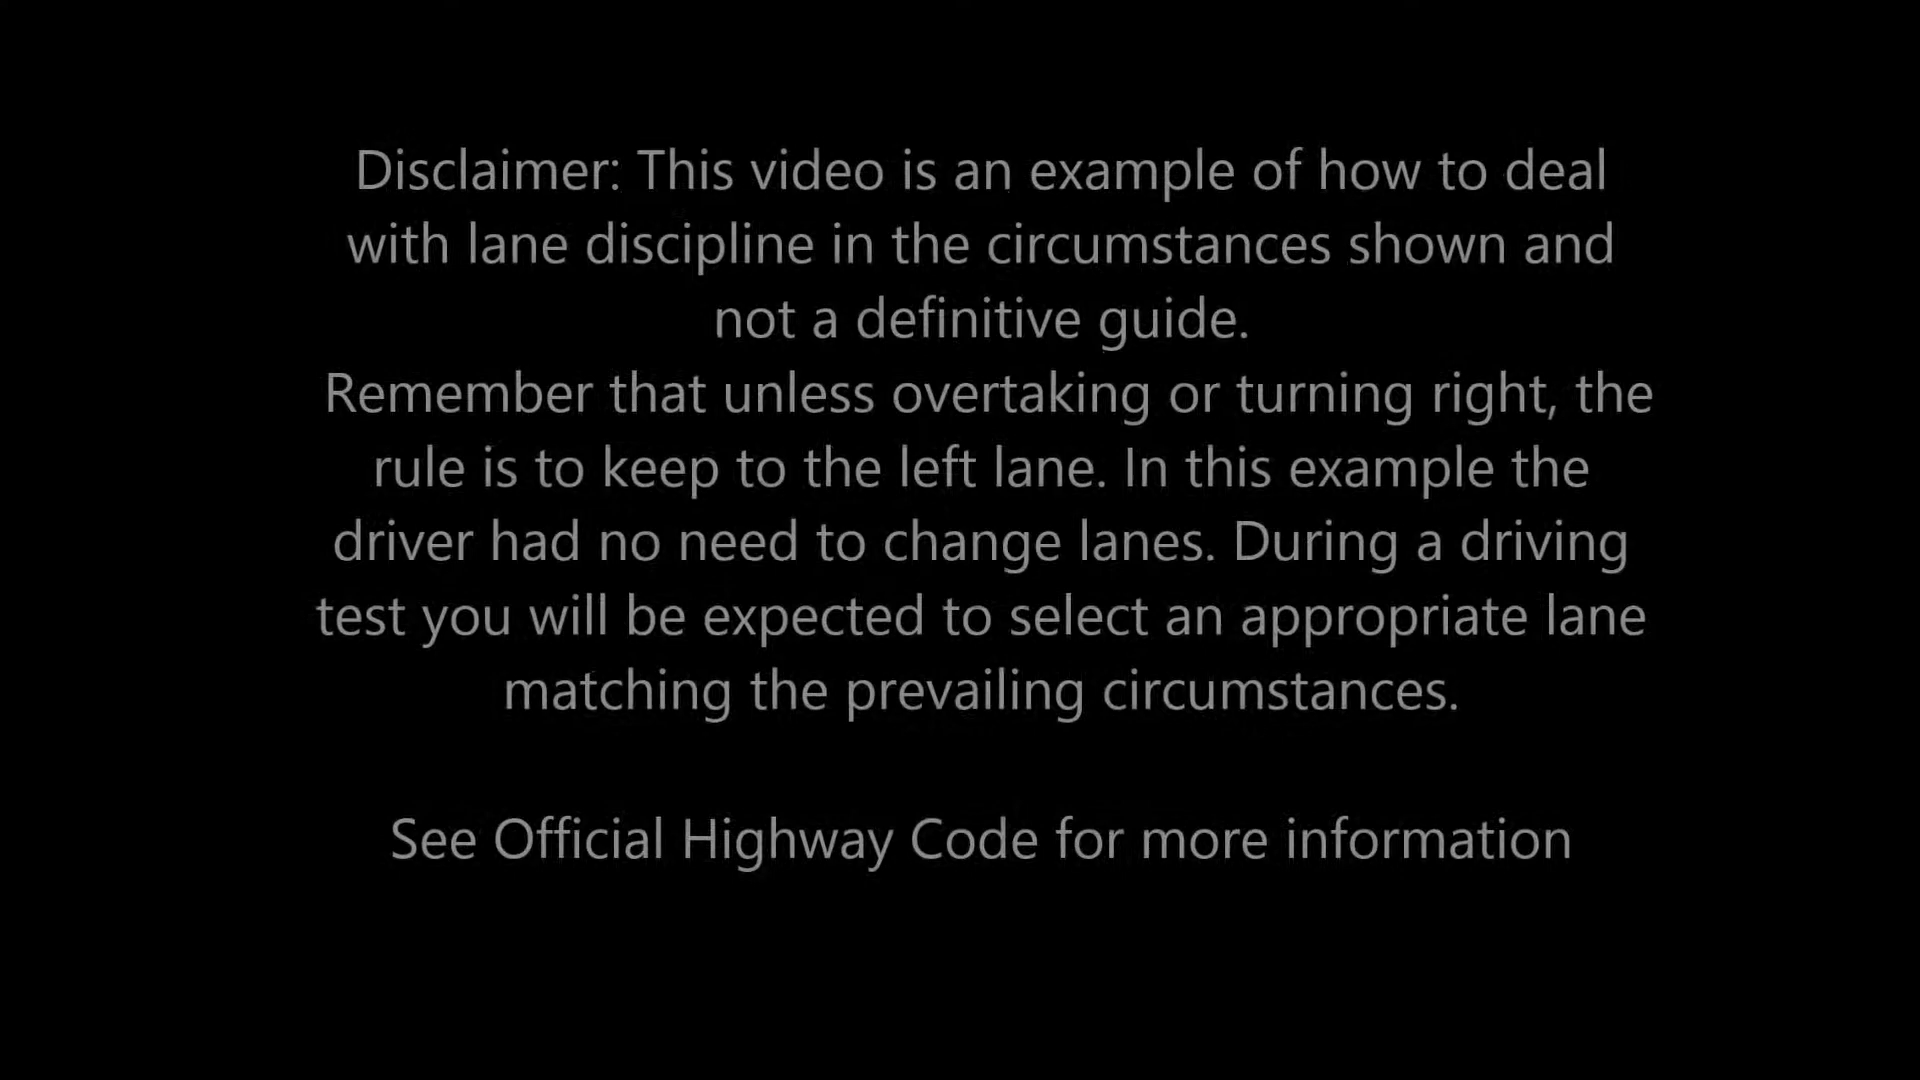 Disclaimer: This video is an example of how to deal
with lane discipline in the circumstances shown and
not a definitive guide.
Remember that unless overtaking or turning right, the
rule is to keep to the left lane. In this example the
driver had no need to change lanes. During a driving
test you will be expected to select an appropriate lane
matching the prevailing circumstances.
See Official Highway Code for more information